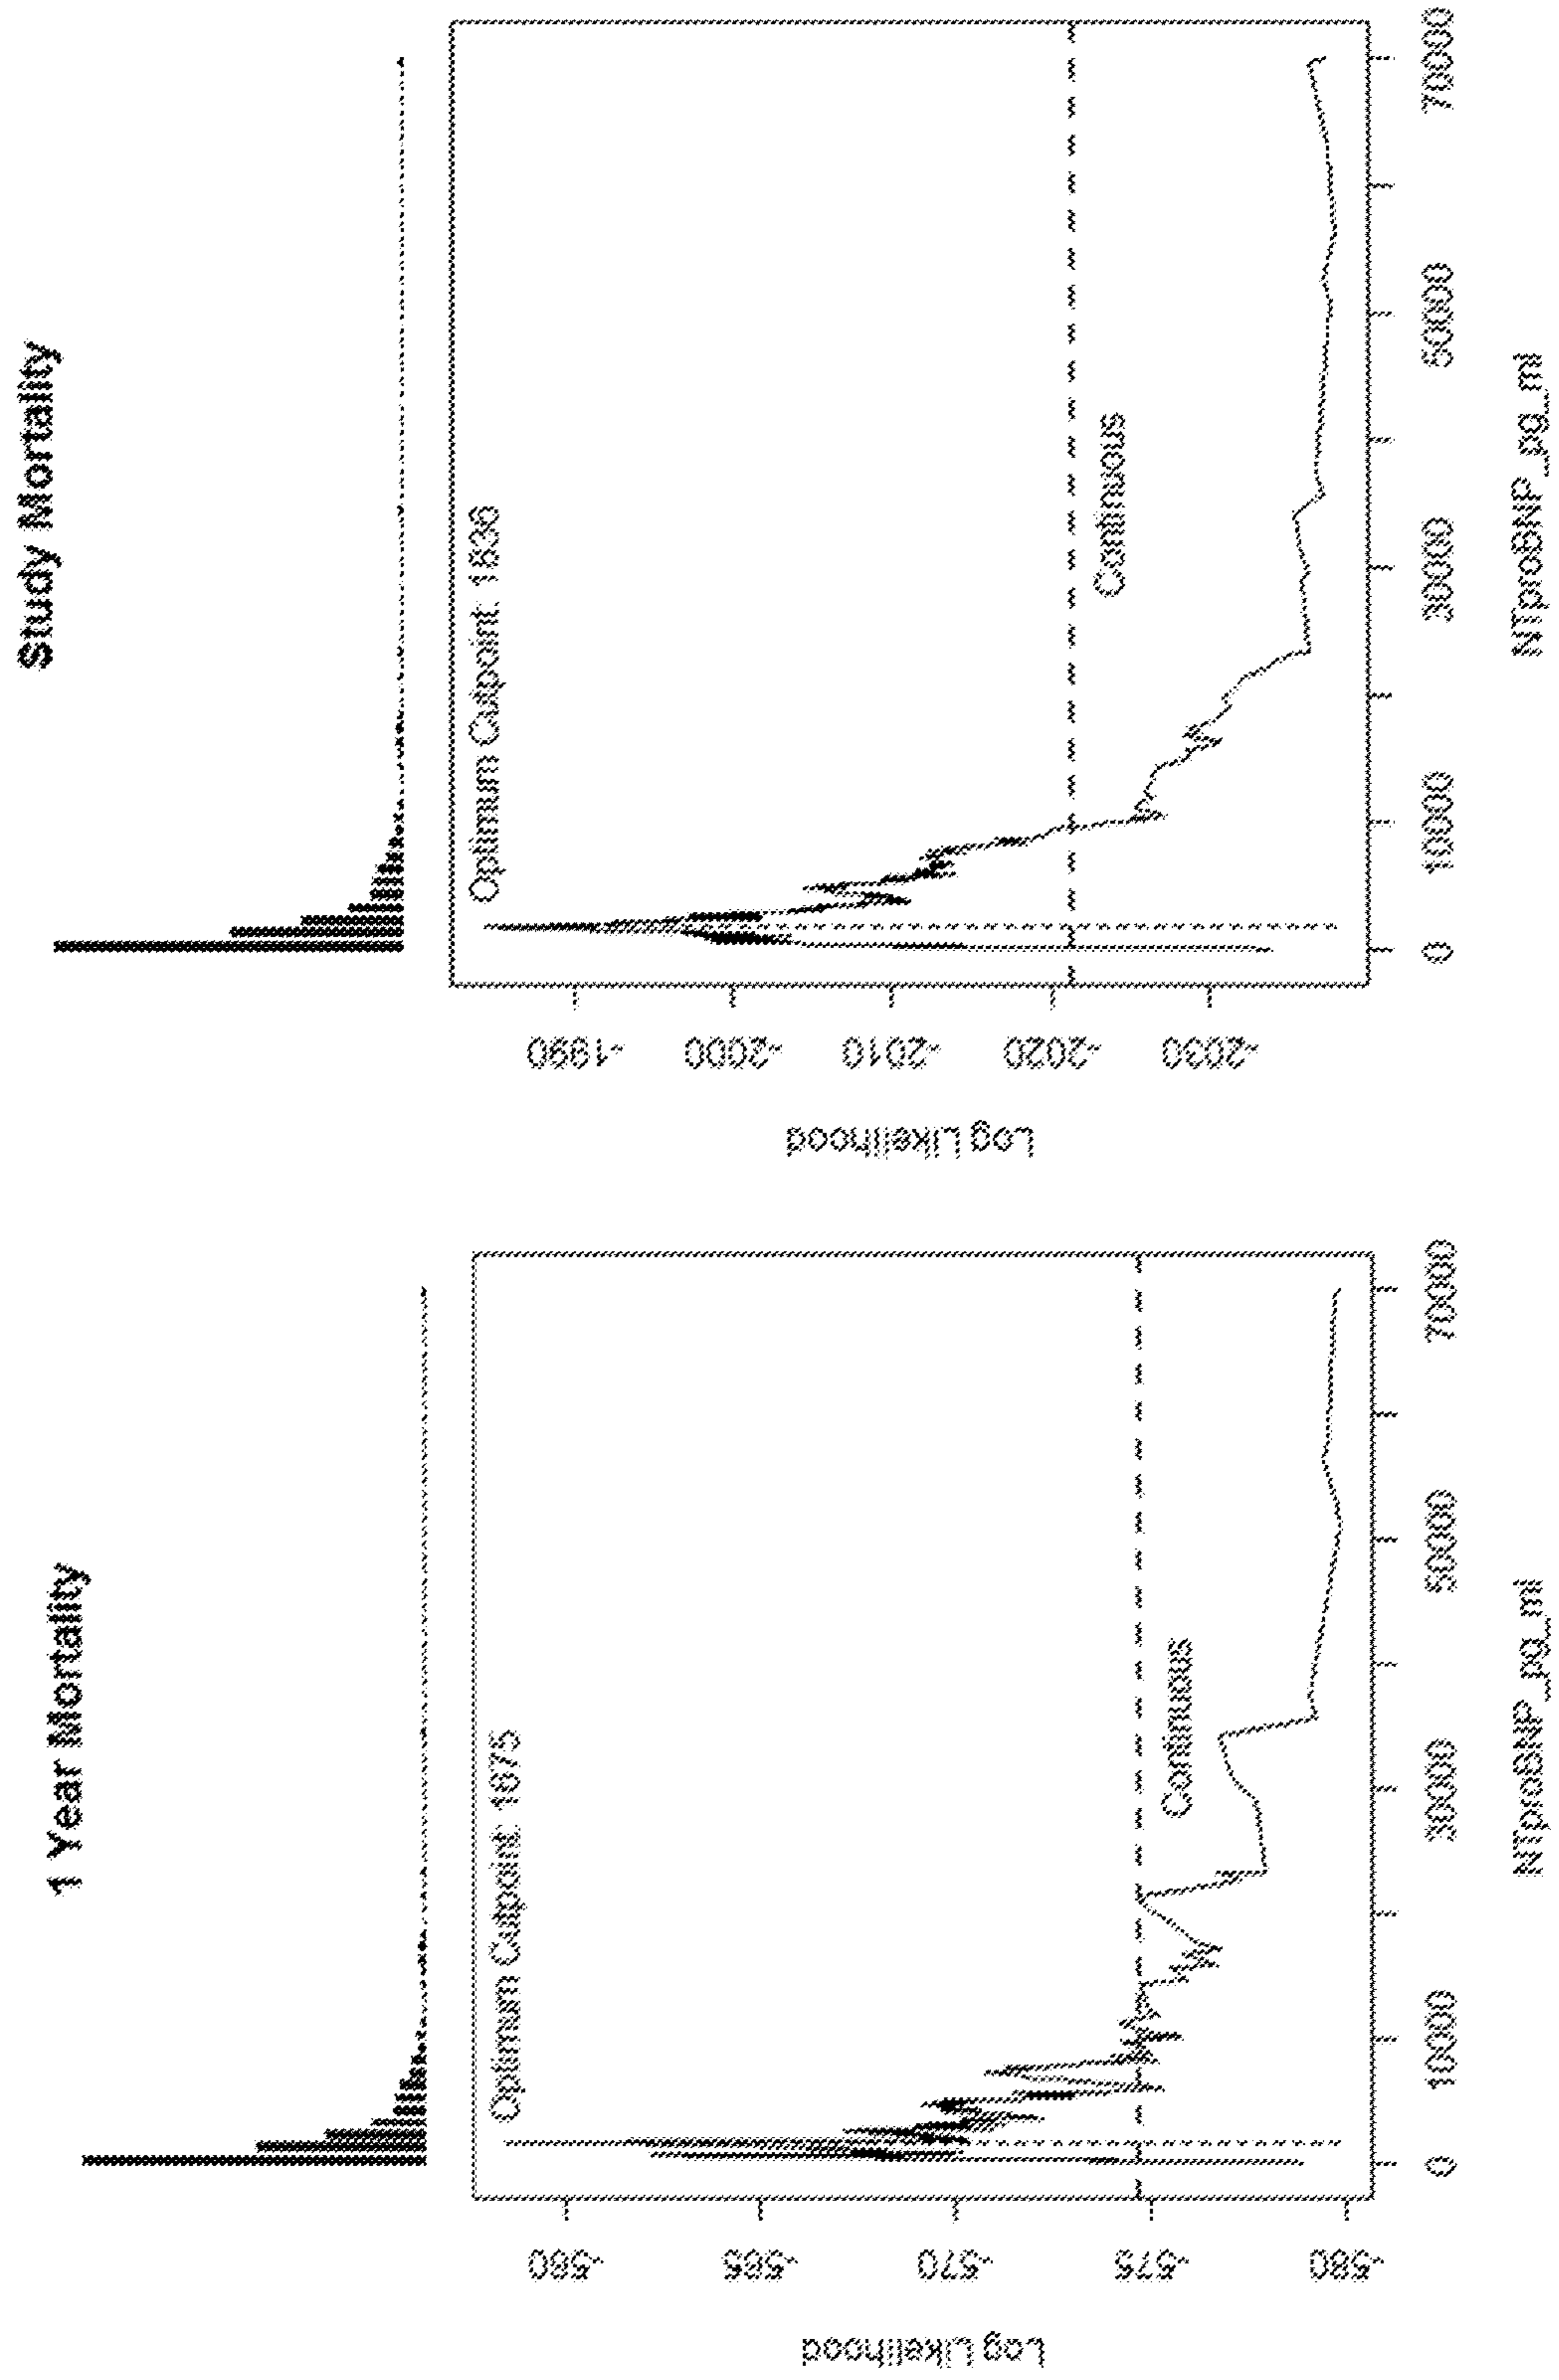 1 Year Mortality
Optimum Cutpoint: 1675
Continuous
-560
-565
-570
-575
-580
Log Likelihood
0 10000 30000 50000 70000
NTproBNP_pg_ml
Study Mortality
Optimum Cutpoint:
Continuous
-1990
-2000
-2010
-2020
-2030
Log Likelihood
0 10000 30000 50000 70000
NTproBNP_pg_ml